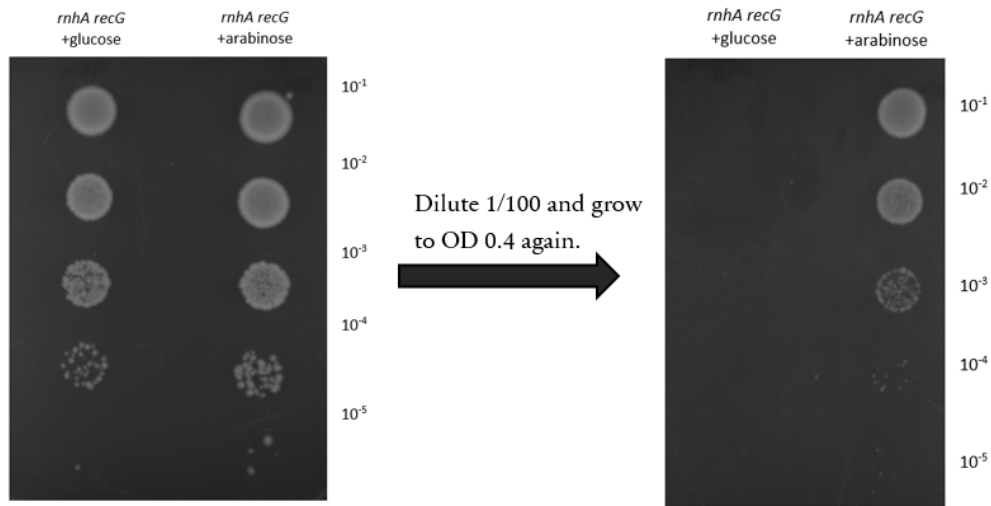 rnhA recG
+glucose
rnhA recG
+arabinose
10-1
10-2
10-3
10-4
10-5
Dilute 1/100 and grow
to OD 0.4 again.
rnhA recG
+glucose
rnhA recG
+arabinose
10-1
10-2
10-3
10-4
10-5